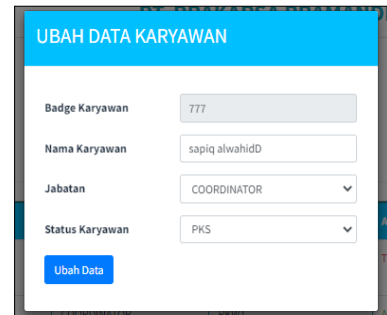 UBAH DATA KARYAWAN
Badge Karyawan 777
Nama Karyawan sapiq alwahidD
Jabatan COORDINATOR
Status Karyawan PKS
Ubah Data